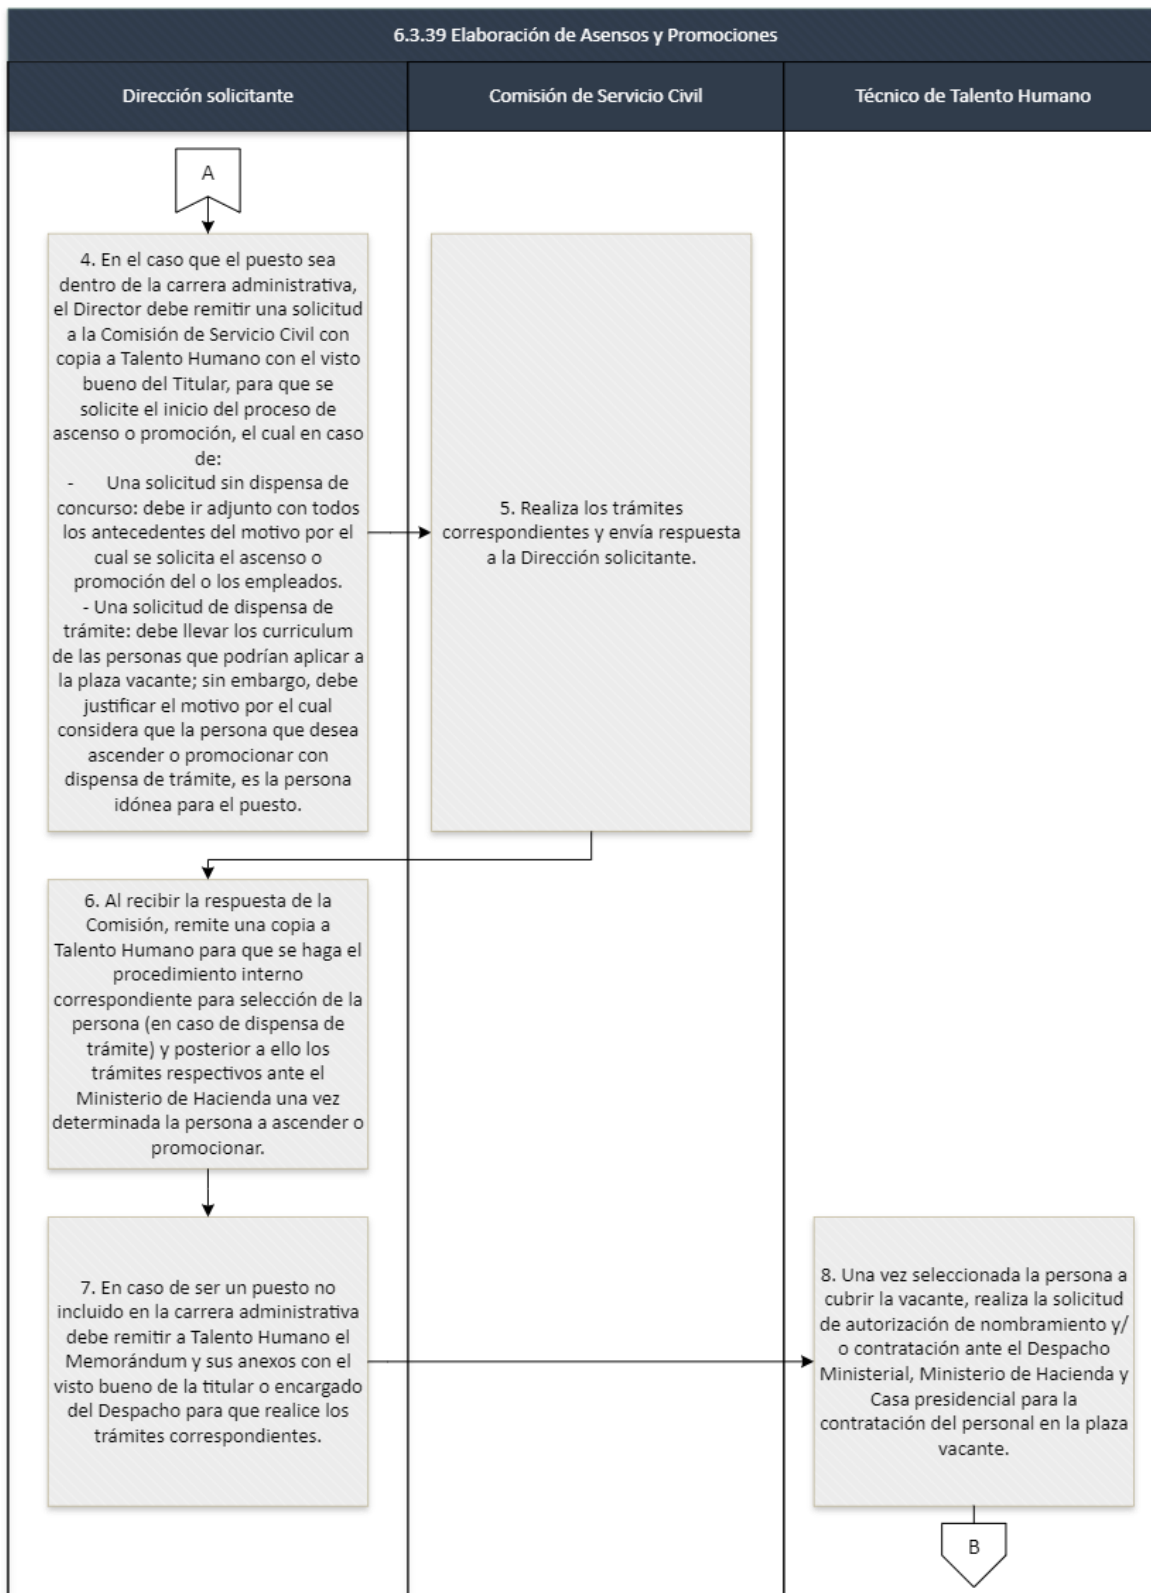 6.3.39 Elaboración de Asensos y Promociones
Dirección solicitante
Comisión de Servicio Civil
Técnico de Talento Humano
A
4. En el caso que el puesto sea
dentro de la carrera administrativa,
el Director debe remitir una solicitud
a la Comisión de Servicio Civil con
copia a Talento Humano con el visto
bueno del Titular, para que se
solicite el inicio del proceso de
ascenso o promoción, el cual en caso
de:
- Una solicitud sin dispensa de
concurso: debe ir adjunto con todos
los antecedentes del motivo por el
cual se solicita el ascenso o
promoción del o los empleados.
- Una solicitud de dispensa de
trámite: debe llevar los curriculum
de las personas que podrían aplicar a
la plaza vacante; sin embargo, debe
justificar el motivo por el cual
considera que la persona que desea
ascender o promocionar con
dispensa de trámite, es la persona
idónea para el puesto.
5. Realiza los trámites
correspondientes y envía respuesta
a la Dirección solicitante.
6. Al recibir la respuesta de la
Comisión, remite una copia a
Talento Humano para que se haga el
procedimiento interno
correspondiente para selección de la
persona (en caso de dispensa de
trámite) y posterior a ello los
trámites respectivos ante el
Ministerio de Hacienda una vez
determinada la persona a ascender o
promocionar.
7. En caso de ser un puesto no
incluido en la carrera administrativa
debe remitir a Talento Humano el
Memorándum y sus anexos con el
visto bueno de la titular o encargado
del Despacho para que realice los
trámites correspondientes.
8. Una vez seleccionada la persona a
cubrir la vacante, realiza la solicitud
de autorización de nombramiento y/
o contratación ante el Despacho
Ministerial, Ministerio de Hacienda y
Casa presidencial para la
contratación del personal en la plaza
vacante.
B